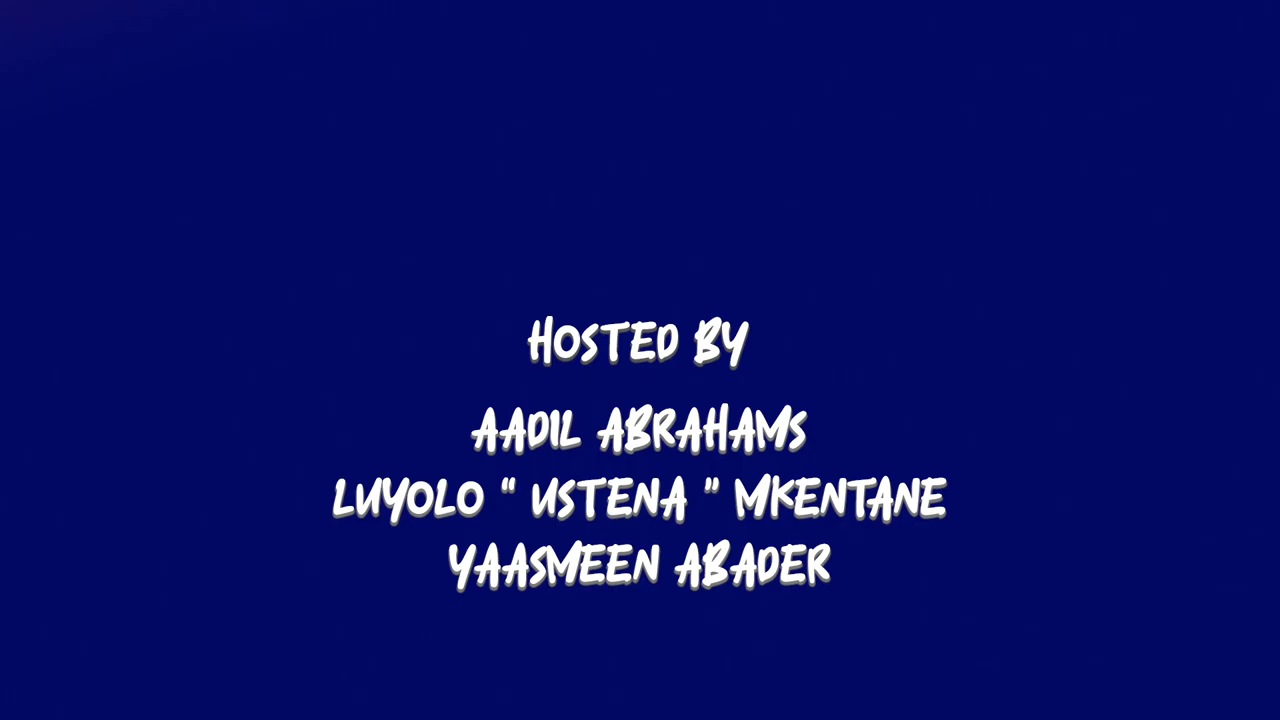 HOSTED BY
AADIL ABRAHAMS
LUYOLO " USTENA " MKENTANE
YAASMEEN ABADER